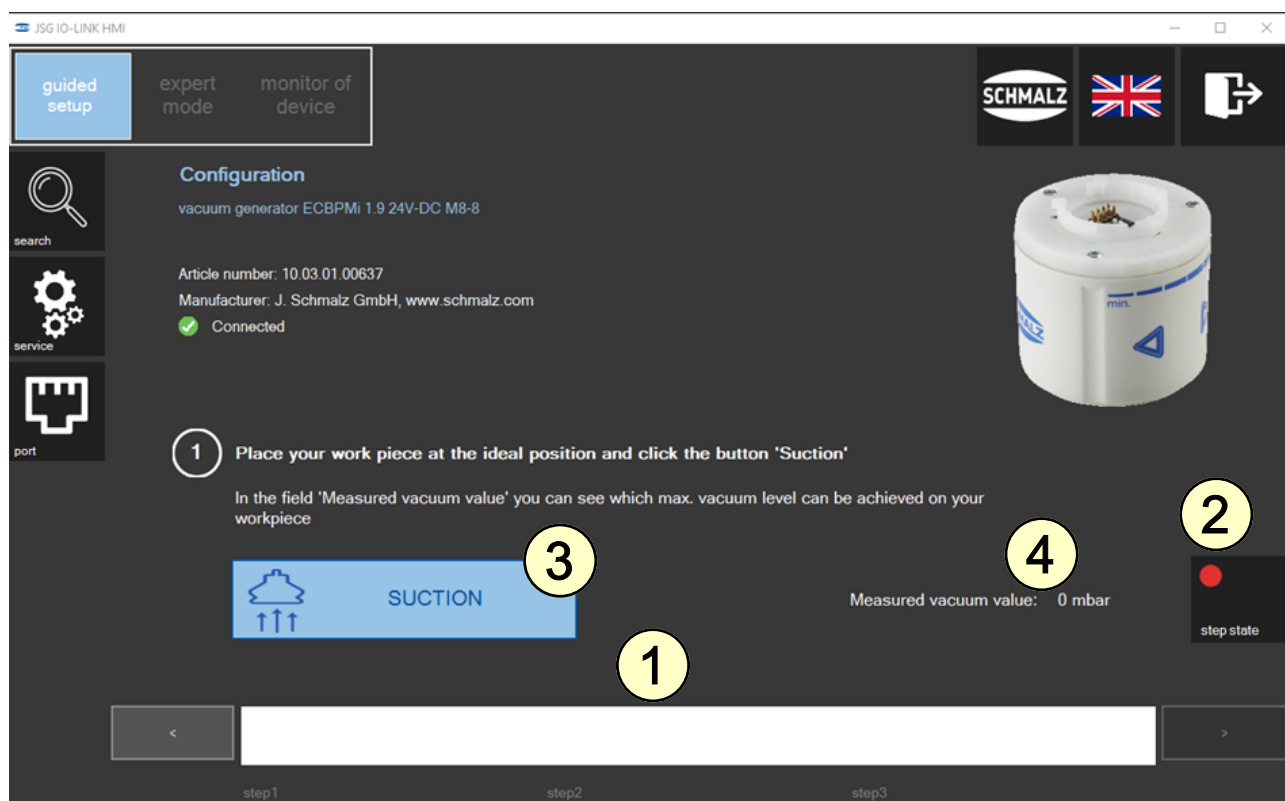 JSG IO-LINK HMI
guided
setup
expert
mode
monitor of
device
SCHMALZ
search
service
port
Configuration
vacuum generator ECBPMi 1.9 24V-DC M8-8
Article number: 10.03.01.00637
Manufacturer: J. Schmalz GmbH, www.schmalz.com
Connected
min.
1 Place your work piece at the ideal position and click the button 'Suction'
In the field 'Measured vacuum value' you can see which max. vacuum level can be achieved on your
workpiece
2
3
4
SUCTION
Measured vacuum value: 0 mbar
step state
1
<
>
step1
step2
step3